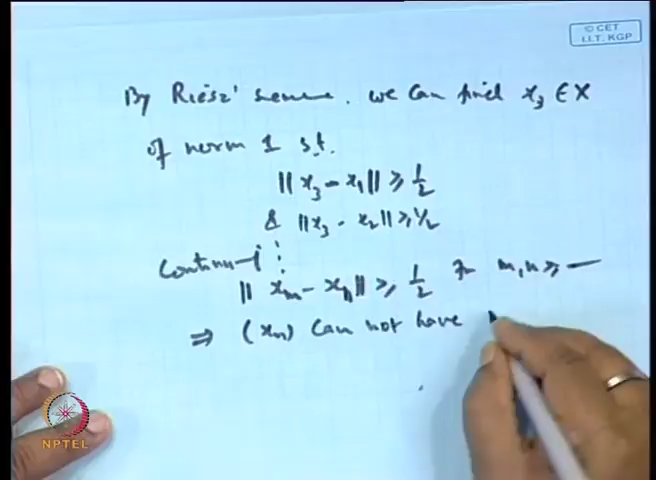 © CET
I.I.T. KGP
By Riesz' lemma. we can find x₃ ∈ X
of norm 1 s.t.
‖ x₃ - x₁ ‖ ≥ 1/2
& ‖ x₃ - x₂ ‖ ≥ 1/2
Continu
‖ xₘ - xₙ ‖ ≥ 1/2 for m, n ≥ —
⇒ (xₙ) can not have
NPTEL